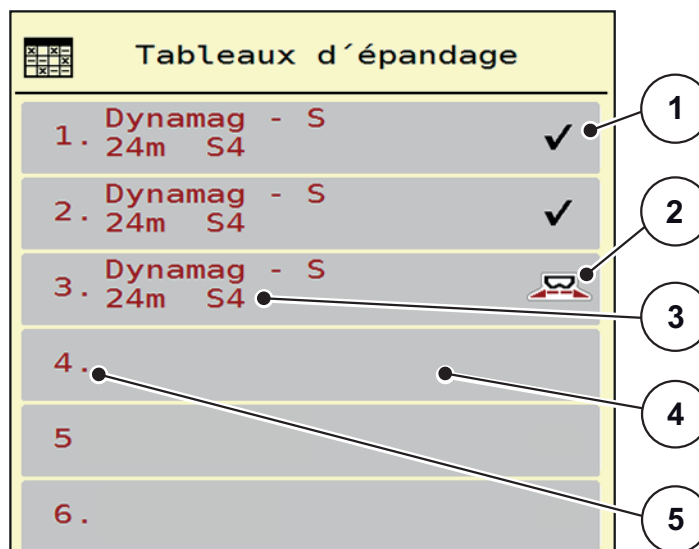 Tableaux d´épandage
1. Dynamag - S
24m S4
2. Dynamag - S
24m S4
3. Dynamag - S
24m S4
4.
5
6.
1
2
3
4
5